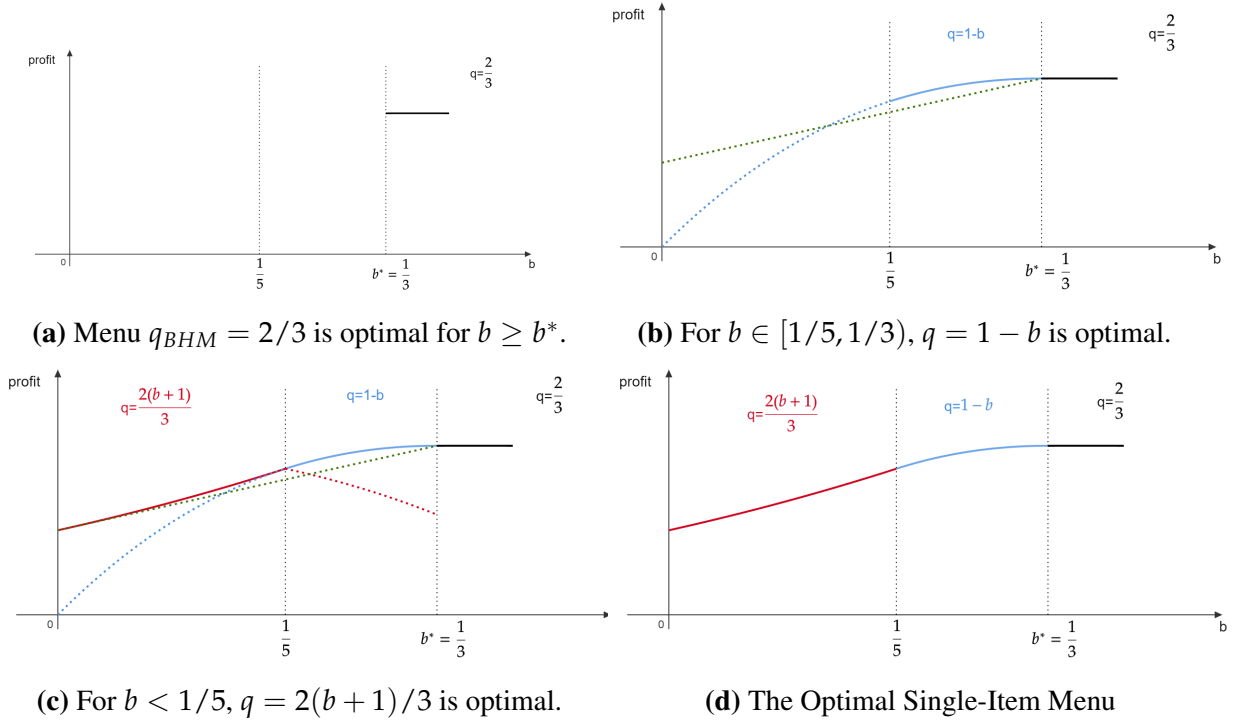 profit
q=2/3
0
1/5
b* = 1/3
b
(a) Menu q_BHM = 2/3 is optimal for b ≥ b*.
profit
q=1-b
q=2/3
0
1/5
b* = 1/3
b
(b) For b ∈ [1/5, 1/3), q = 1 − b is optimal.
profit
q=2(b+1)/3
q=1-b
q=2/3
0
1/5
b* = 1/3
(c) For b < 1/5, q = 2(b + 1)/3 is optimal.
profit
q=2(b+1)/3
q=1 − b
q=2/3
0
1/5
b* = 1/3
b
(d) The Optimal Single-Item Menu